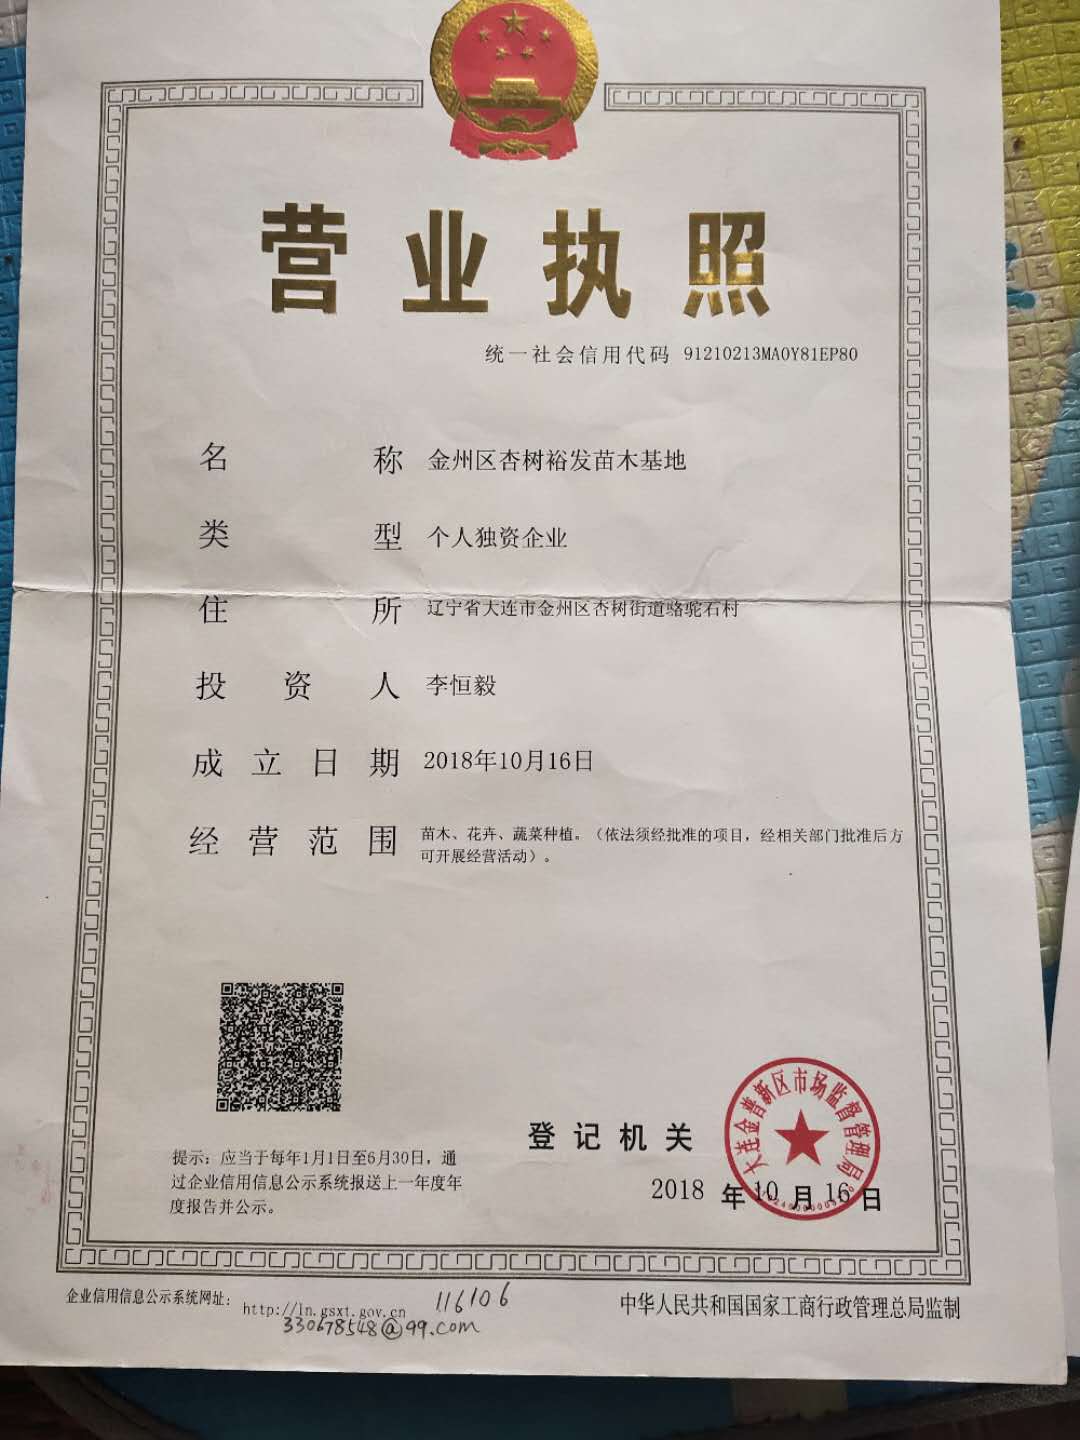 营业执照
统一社会信用代码 91210213MA0Y81EP80
名称 金州区杏树裕发苗木基地
类型 个人独资企业
住所 辽宁省大连市金州区杏树街道骆驼石村
投资人 李恒毅
成立日期 2018年10月16日
经营范围 苗木、花卉、蔬菜种植。（依法须经批准的项目，经相关部门批准后方
可开展经营活动）。
大连金普新区市场监督管理局
登记机关
2018 年 10 月 16 日
提示：应当于每年1月1日至6月30日，通
过企业信用信息公示系统报送上一年度年
度报告并公示。
企业信用信息公示系统网址： http://ln.gsxt.gov.cn 116106
330678548@qq.com
中华人民共和国国家工商行政管理总局监制